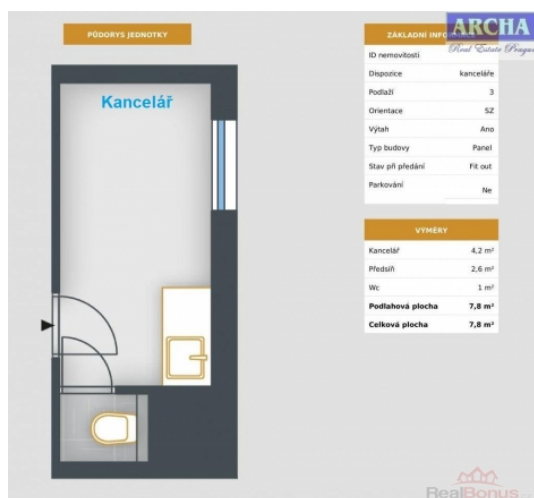 PŮDORYS JEDNOTKY
Kancelář
ARCHA
Real Estate Prague
ZÁKLADNÍ
ID nemovitosti
Dispozice kanceláře
Podlaží 3
Orientace SZ
Výtah Ano
Typ budovy Panel
Stav při předání Fit out
Parkování Ne
VÝMĚRY
Kancelář 4,2 m²
Předsíň 2,6 m²
Wc 1 m²
Podlahová plocha 7,8 m²
Celková plocha 7,8 m²
RealBonus